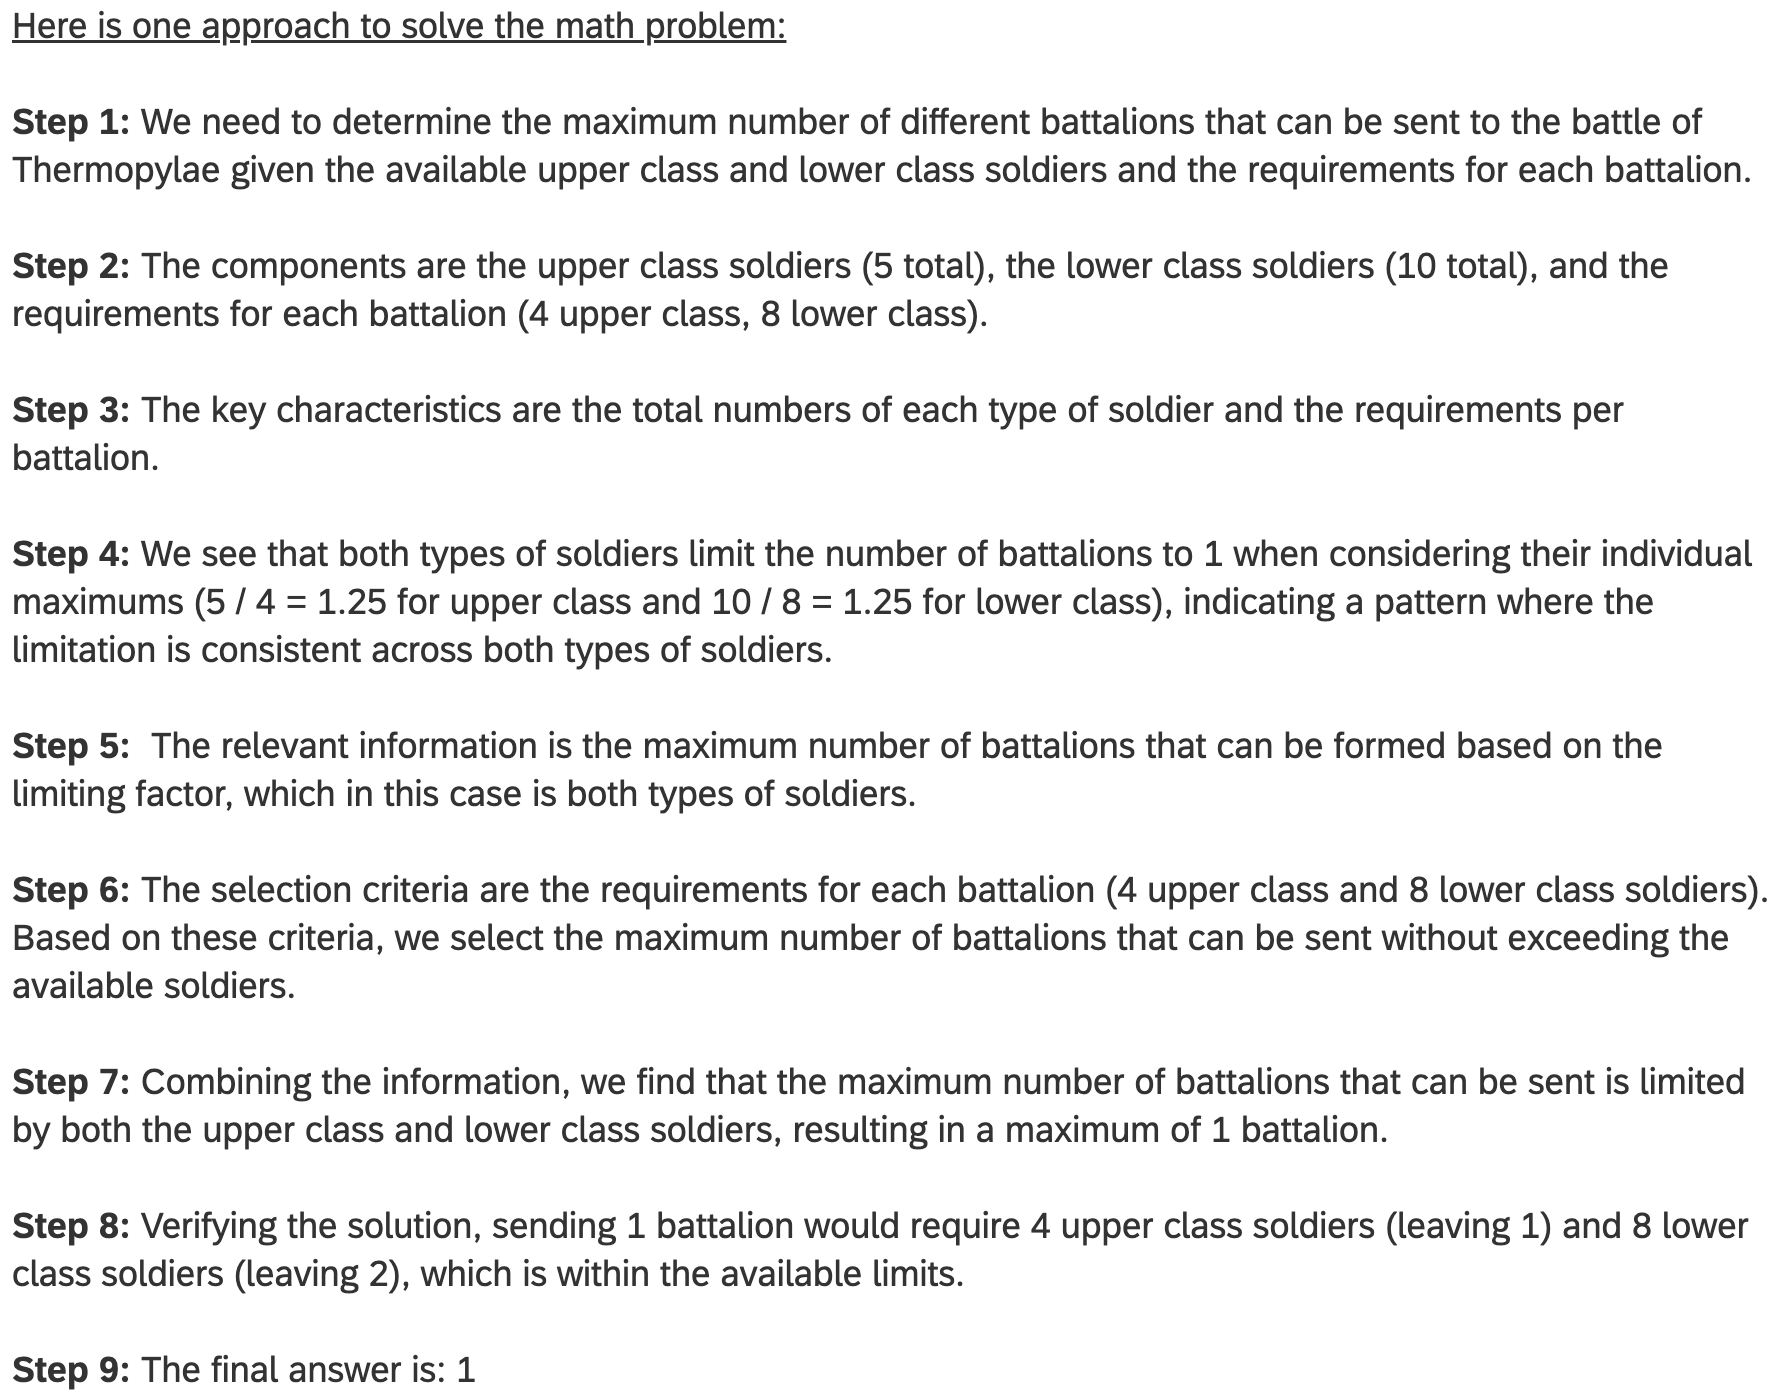 Here is one approach to solve the math problem:
Step 1: We need to determine the maximum number of different battalions that can be sent to the battle of
Thermopylae given the available upper class and lower class soldiers and the requirements for each battalion.
Step 2: The components are the upper class soldiers (5 total), the lower class soldiers (10 total), and the
requirements for each battalion (4 upper class, 8 lower class).
Step 3: The key characteristics are the total numbers of each type of soldier and the requirements per
battalion.
Step 4: We see that both types of soldiers limit the number of battalions to 1 when considering their individual
maximums (5 / 4 = 1.25 for upper class and 10 / 8 = 1.25 for lower class), indicating a pattern where the
limitation is consistent across both types of soldiers.
Step 5:  The relevant information is the maximum number of battalions that can be formed based on the
limiting factor, which in this case is both types of soldiers.
Step 6: The selection criteria are the requirements for each battalion (4 upper class and 8 lower class soldiers).
Based on these criteria, we select the maximum number of battalions that can be sent without exceeding the
available soldiers.
Step 7: Combining the information, we find that the maximum number of battalions that can be sent is limited
by both the upper class and lower class soldiers, resulting in a maximum of 1 battalion.
Step 8: Verifying the solution, sending 1 battalion would require 4 upper class soldiers (leaving 1) and 8 lower
class soldiers (leaving 2), which is within the available limits.
Step 9: The final answer is: 1